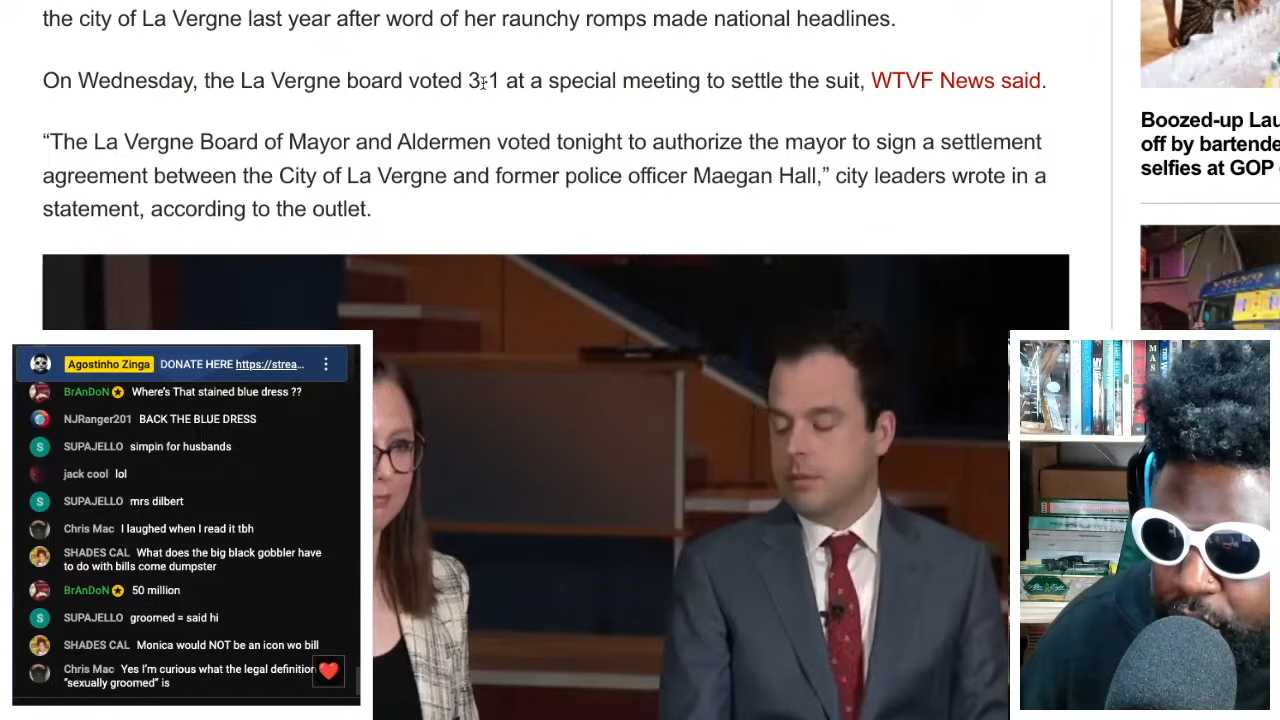 the city of La Vergne last year after word of her raunchy romps made national headlines.
On Wednesday, the La Vergne board voted 3-1 at a special meeting to settle the suit, WTVF News said.
“The La Vergne Board of Mayor and Aldermen voted tonight to authorize the mayor to sign a settlement
agreement between the City of La Vergne and former police officer Maegan Hall,” city leaders wrote in a
statement, according to the outlet.
Boozed-up Lau
off by bartende
selfies at GOP
VOLVO
Agostinho Zinga DONATE HERE https://strea...
BrAnDoN Where's That stained blue dress ??
NJRanger201 BACK THE BLUE DRESS
S SUPAJELLO simpin for husbands
jack cool lol
S SUPAJELLO mrs dilbert
Chris Mac I laughed when I read it tbh
SHADES CAL What does the big black gobbler have
to do with bills come dumpster
BrAnDoN 50 million
S SUPAJELLO groomed = said hi
SHADES CAL Monica would NOT be an icon wo bill
Chris Mac Yes I'm curious what the legal definition
“sexually groomed” is